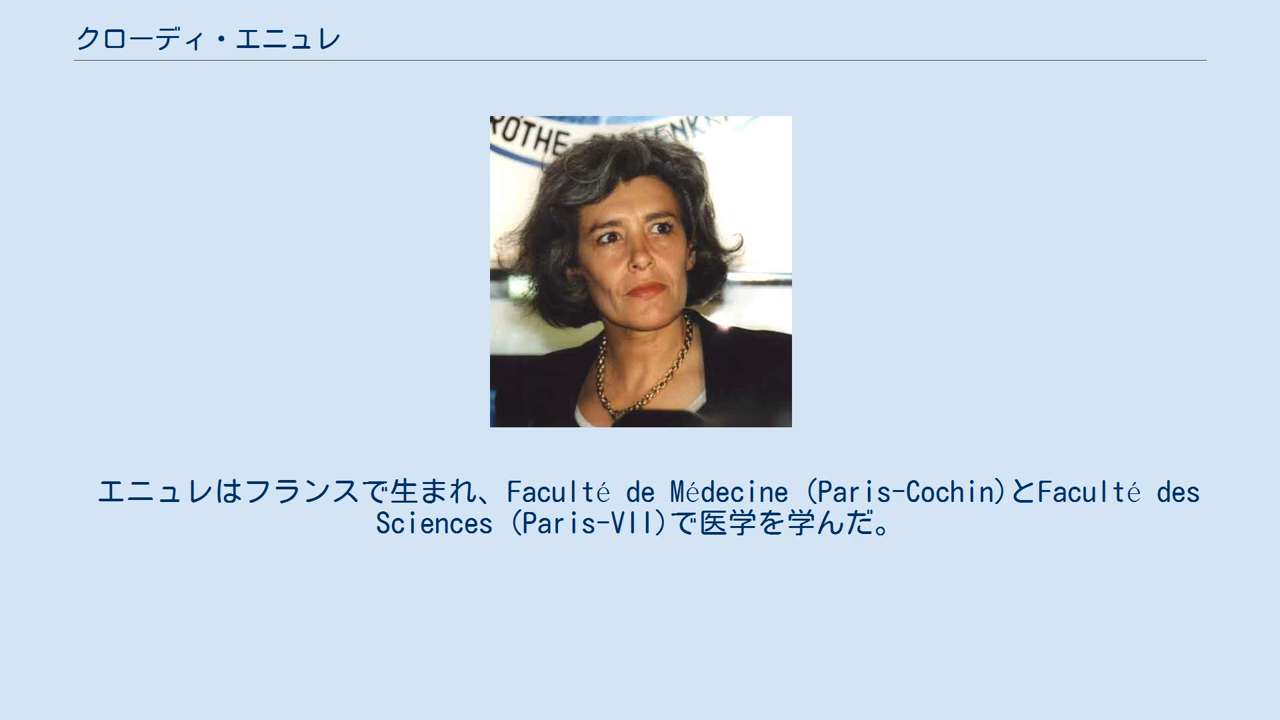 クローディ・エニュレ
ROTHE
エニュレはフランスで生まれ、Faculté de Médecine (Paris-Cochin)とFaculté des
Sciences (Paris-VII)で医学を学んだ。